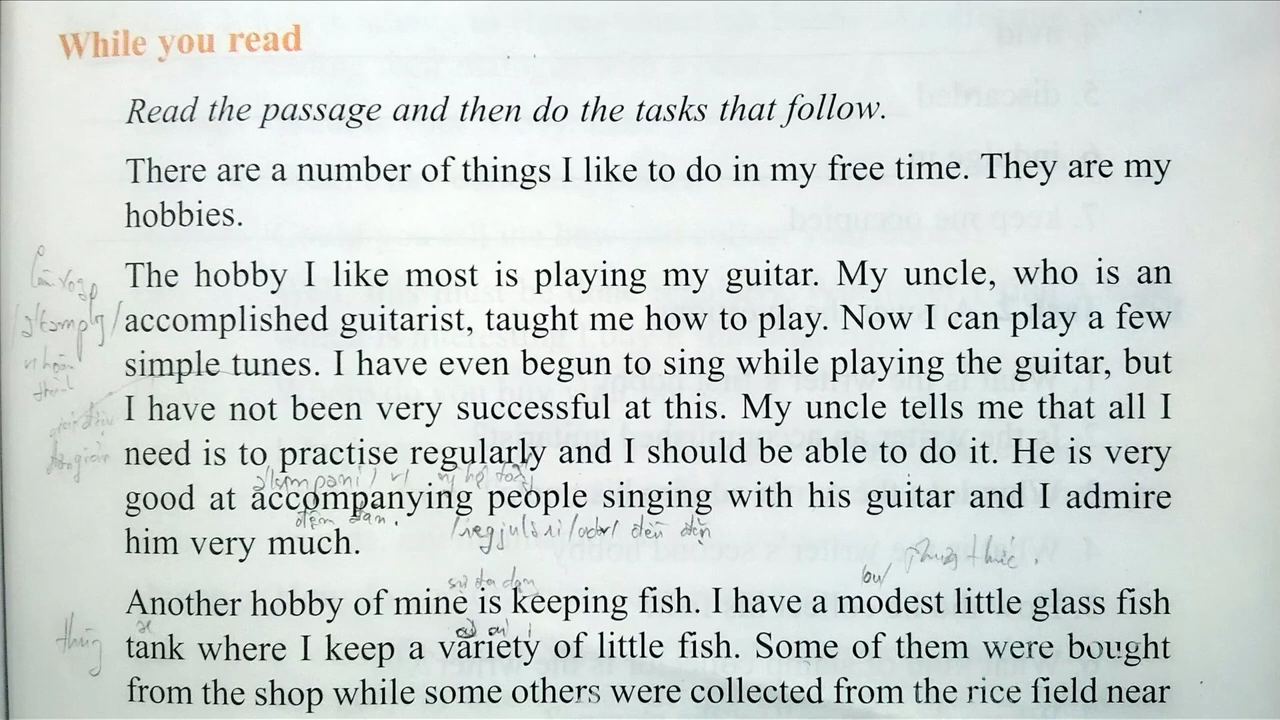 While you read
Read the passage and then do the tasks that follow.
There are a number of things I like to do in my free time. They are my
hobbies.
The hobby I like most is playing my guitar. My uncle, who is an
accomplished guitarist, taught me how to play. Now I can play a few
simple tunes. I have even begun to sing while playing the guitar, but
I have not been very successful at this. My uncle tells me that all I
need is to practise regularly and I should be able to do it. He is very
good at accompanying people singing with his guitar and I admire
đệm đàn.
him very much.
Another hobby of mine is keeping fish. I have a modest little glass fish
tank where I keep a variety of little fish. Some of them were bought
from the shop while some others were collected from the rice field near